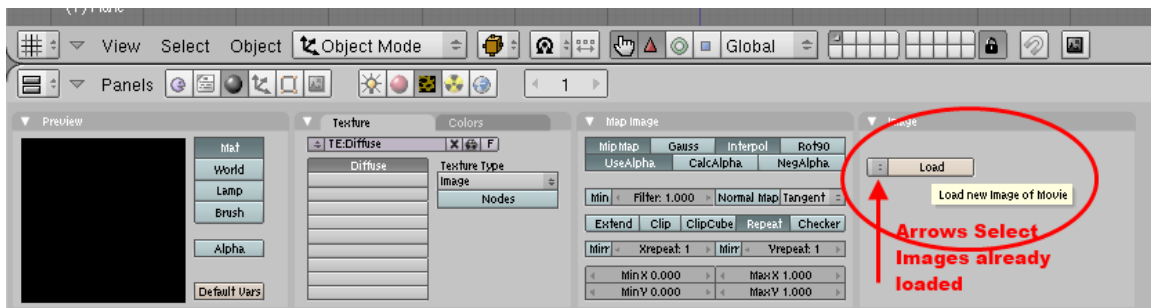 View Select Object Object Mode Global
Panels 1
Preview
Mat
World
Lamp
Brush
Alpha
Default Vars
Texture Colors
TE:Diffuse X F
Diffuse
Texture Type
Image
Nodes
Map Image
MipMap Gauss Interpol Rot90
UseAlpha CalcAlpha NegAlpha
Min Filter: 1.000 Normal Map Tangent
Extend Clip ClipCube Repeat Checker
Mirr Xrepeat: 1 Mirr Yrepeat: 1
MinX 0.000 MaxX 1.000
MinY 0.000 MaxY 1.000
Image
Load
Load new Image of Movie
Arrows Select
Images already
loaded